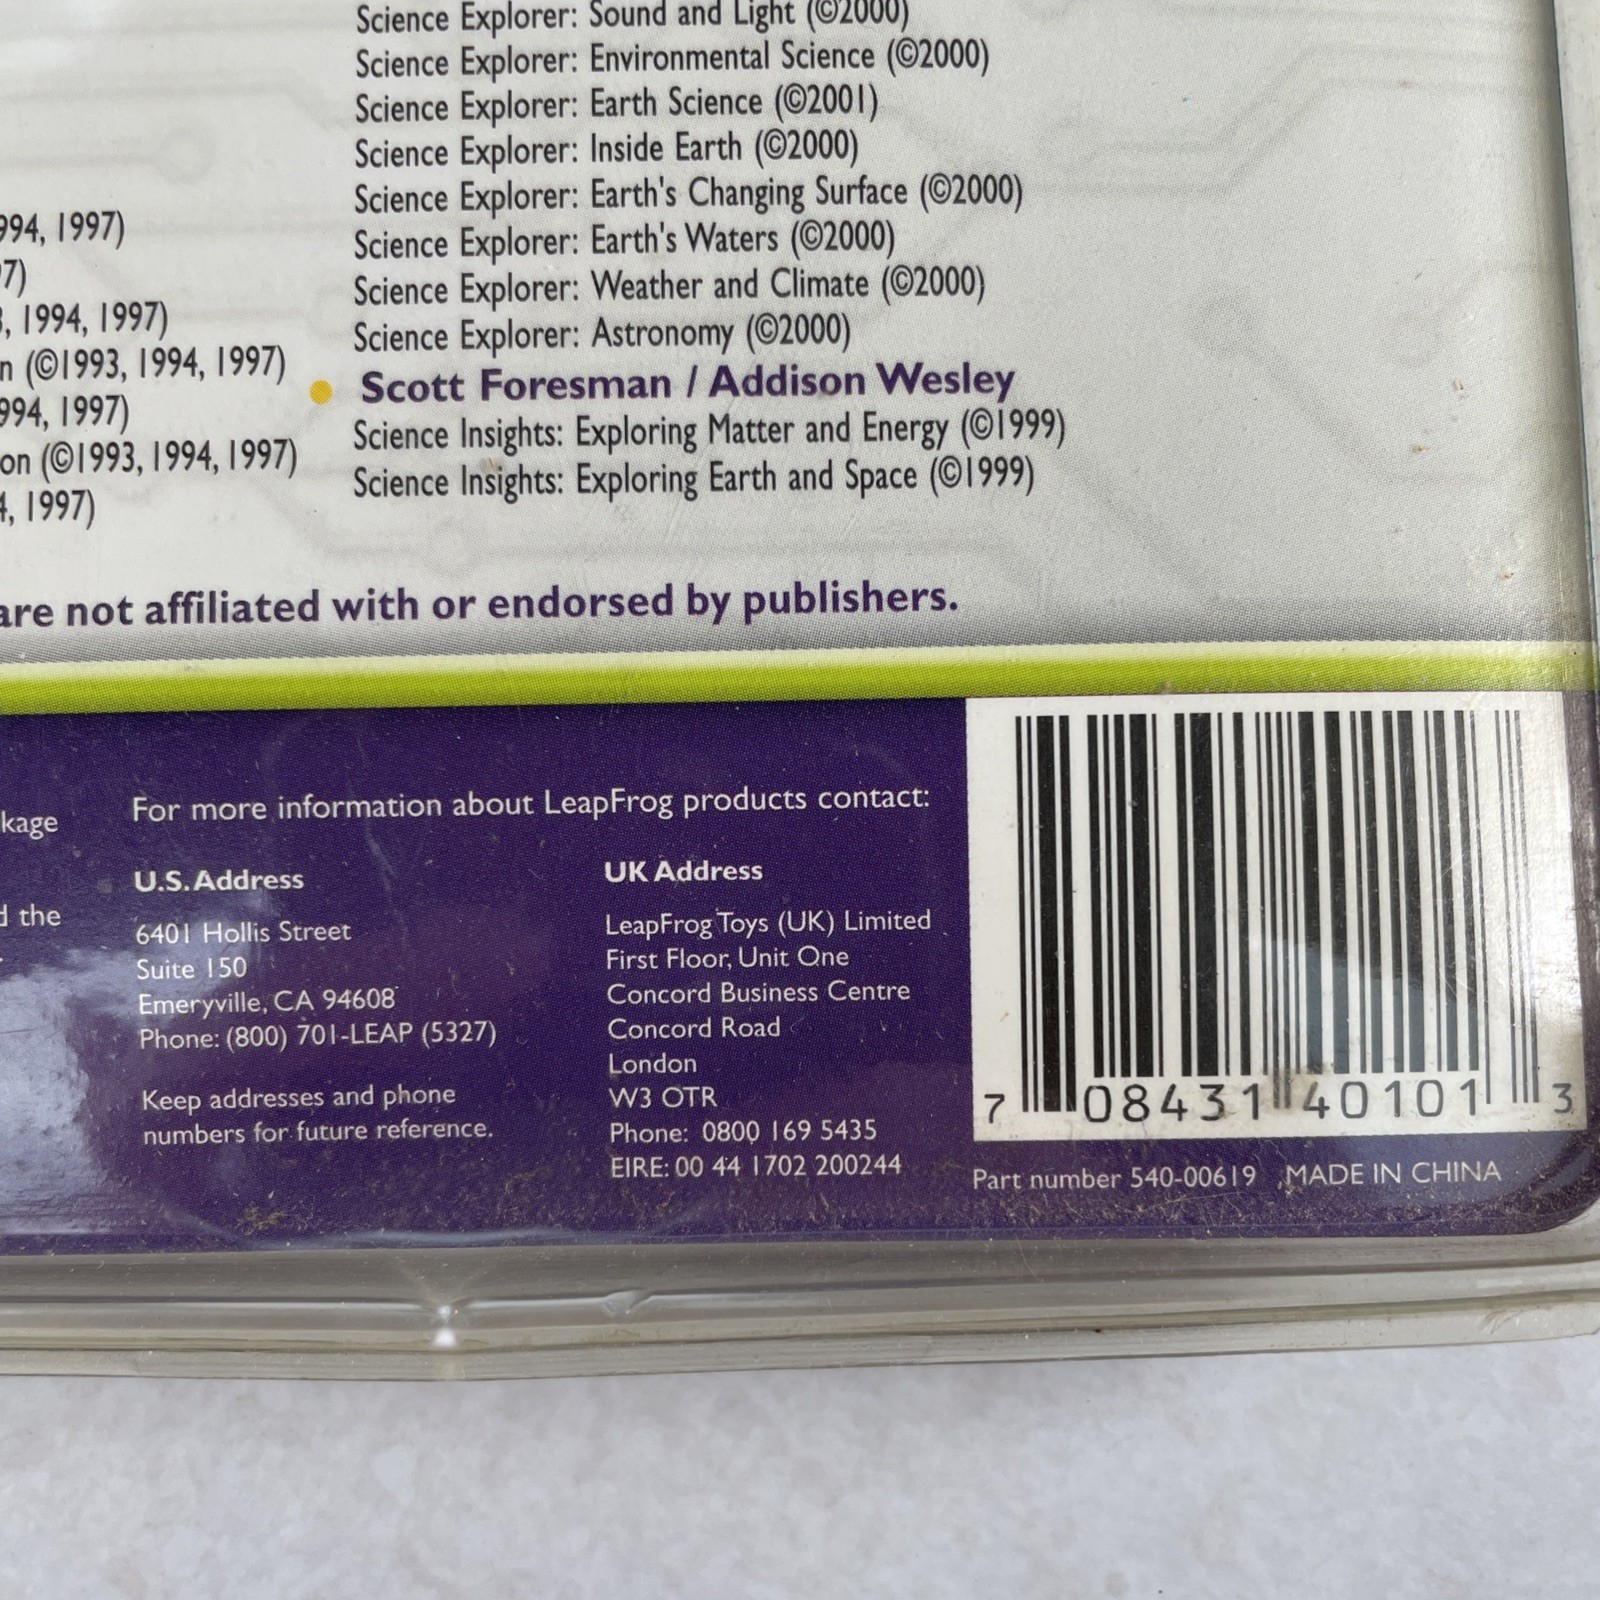 Science Explorer: Sound and Light (©2000)
Science Explorer: Environmental Science (©2000)
Science Explorer: Earth Science (©2001)
Science Explorer: Inside Earth (©2000)
Science Explorer: Earth's Changing Surface (©2000)
Science Explorer: Earth's Waters (©2000)
Science Explorer: Weather and Climate (©2000)
Science Explorer: Astronomy (©2000)
Scott Foresman / Addison Wesley
Science Insights: Exploring Matter and Energy (©1999)
Science Insights: Exploring Earth and Space (©1999)
994, 1997)
7)
, 1994, 1997)
n (©1993, 1994, 1997)
994, 1997)
on (©1993, 1994, 1997)
4, 1997)
are not affiliated with or endorsed by publishers.
kage
d the
For more information about LeapFrog products contact:
U.S. Address
6401 Hollis Street
Suite 150
Emeryville, CA 94608
Phone: (800) 701-LEAP (5327)
Keep addresses and phone
numbers for future reference.
UK Address
LeapFrog Toys (UK) Limited
First Floor, Unit One
Concord Business Centre
Concord Road
London
W3 OTR
Phone: 0800 169 5435
EIRE: 00 44 1702 200244
7 08431 40101 3
Part number 540-00619 MADE IN CHINA